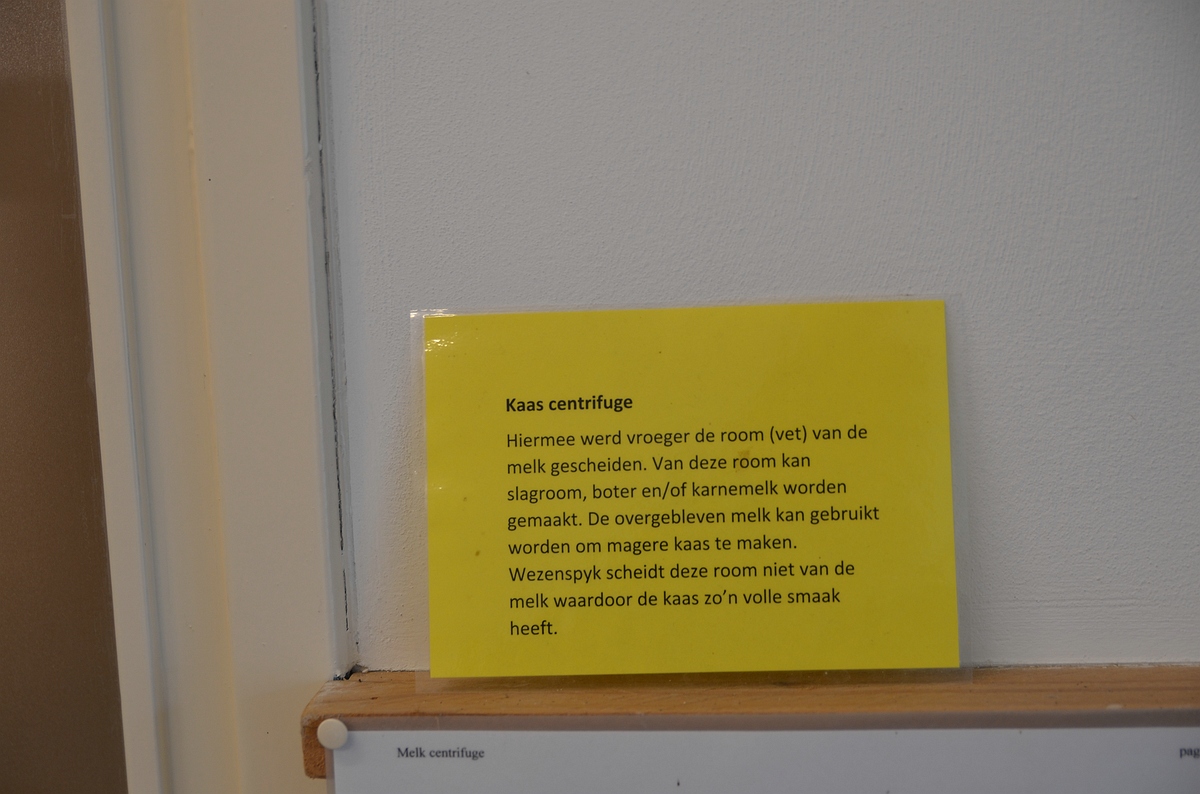 Kaas centrifuge
Hiermee werd vroeger de room (vet) van de
melk gescheiden. Van deze room kan
slagroom, boter en/of karnemelk worden
gemaakt. De overgebleven melk kan gebruikt
worden om magere kaas te maken.
Wezenspyk scheidt deze room niet van de
melk waardoor de kaas zo’n volle smaak
heeft.
Melk centrifuge
pag